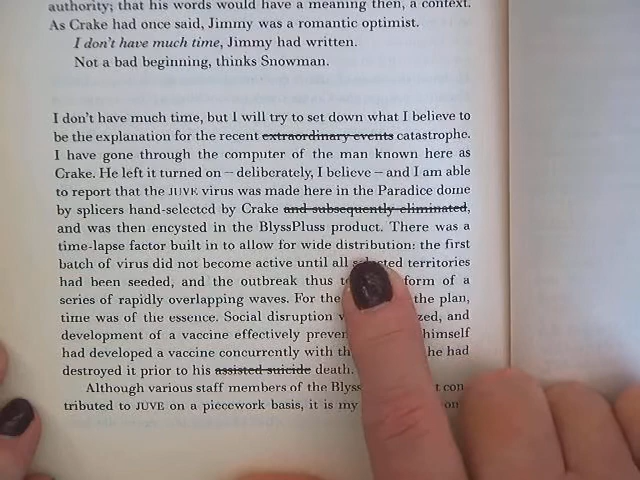 authority; that his words would have a meaning then, a context.
As Crake had once said, Jimmy was a romantic optimist.
I don't have much time, Jimmy had written.
Not a bad beginning, thinks Snowman.
I don't have much time, but I will try to set down what I believe to
be the explanation for the recent extraordinary events catastrophe.
I have gone through the computer of the man known here as
Crake. He left it turned on – deliberately, I believe – and I am able
to report that the JUVE virus was made here in the Paradice dome
by splicers hand-selected by Crake and subsequently eliminated,
and was then encysted in the BlyssPluss product. There was a
time-lapse factor built in to allow for wide distribution: the first
batch of virus did not become active until all selected territories
had been seeded, and the outbreak thus form of a
series of rapidly overlapping waves. For the the plan,
time was of the essence. Social disruption and
development of a vaccine effectively himself
had developed a vaccine concurrently with he had
destroyed it prior to his assisted suicide death.
Although various staff members of the con-
tributed to JUVE on a piecework basis, it is my